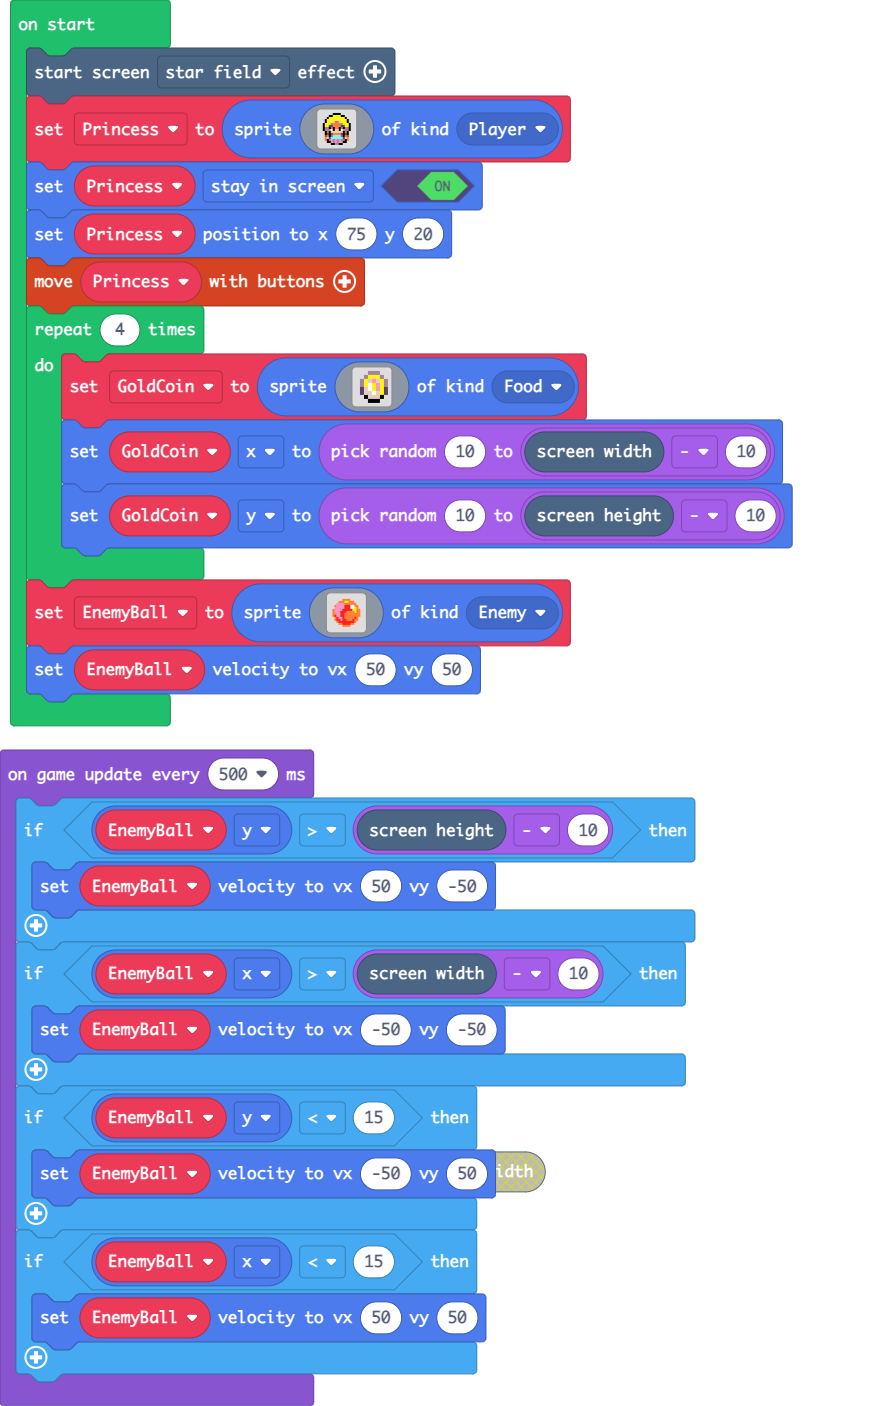 on start
start screen star field effect
set Princess to sprite of kind Player
set Princess stay in screen ON
set Princess position to x 75 y 20
move Princess with buttons
repeat 4 times
do
set GoldCoin to sprite of kind Food
set GoldCoin x to pick random 10 to screen width - 10
set GoldCoin y to pick random 10 to screen height - 10
set EnemyBall to sprite of kind Enemy
set EnemyBall velocity to vx 50 vy 50
on game update every 500 ms
if EnemyBall y > screen height - 10 then
set EnemyBall velocity to vx 50 vy -50
if EnemyBall x > screen width - 10 then
set EnemyBall velocity to vx -50 vy -50
if EnemyBall y < 15 then
set EnemyBall velocity to vx -50 vy 50 idth
if EnemyBall x < 15 then
set EnemyBall velocity to vx 50 vy 50